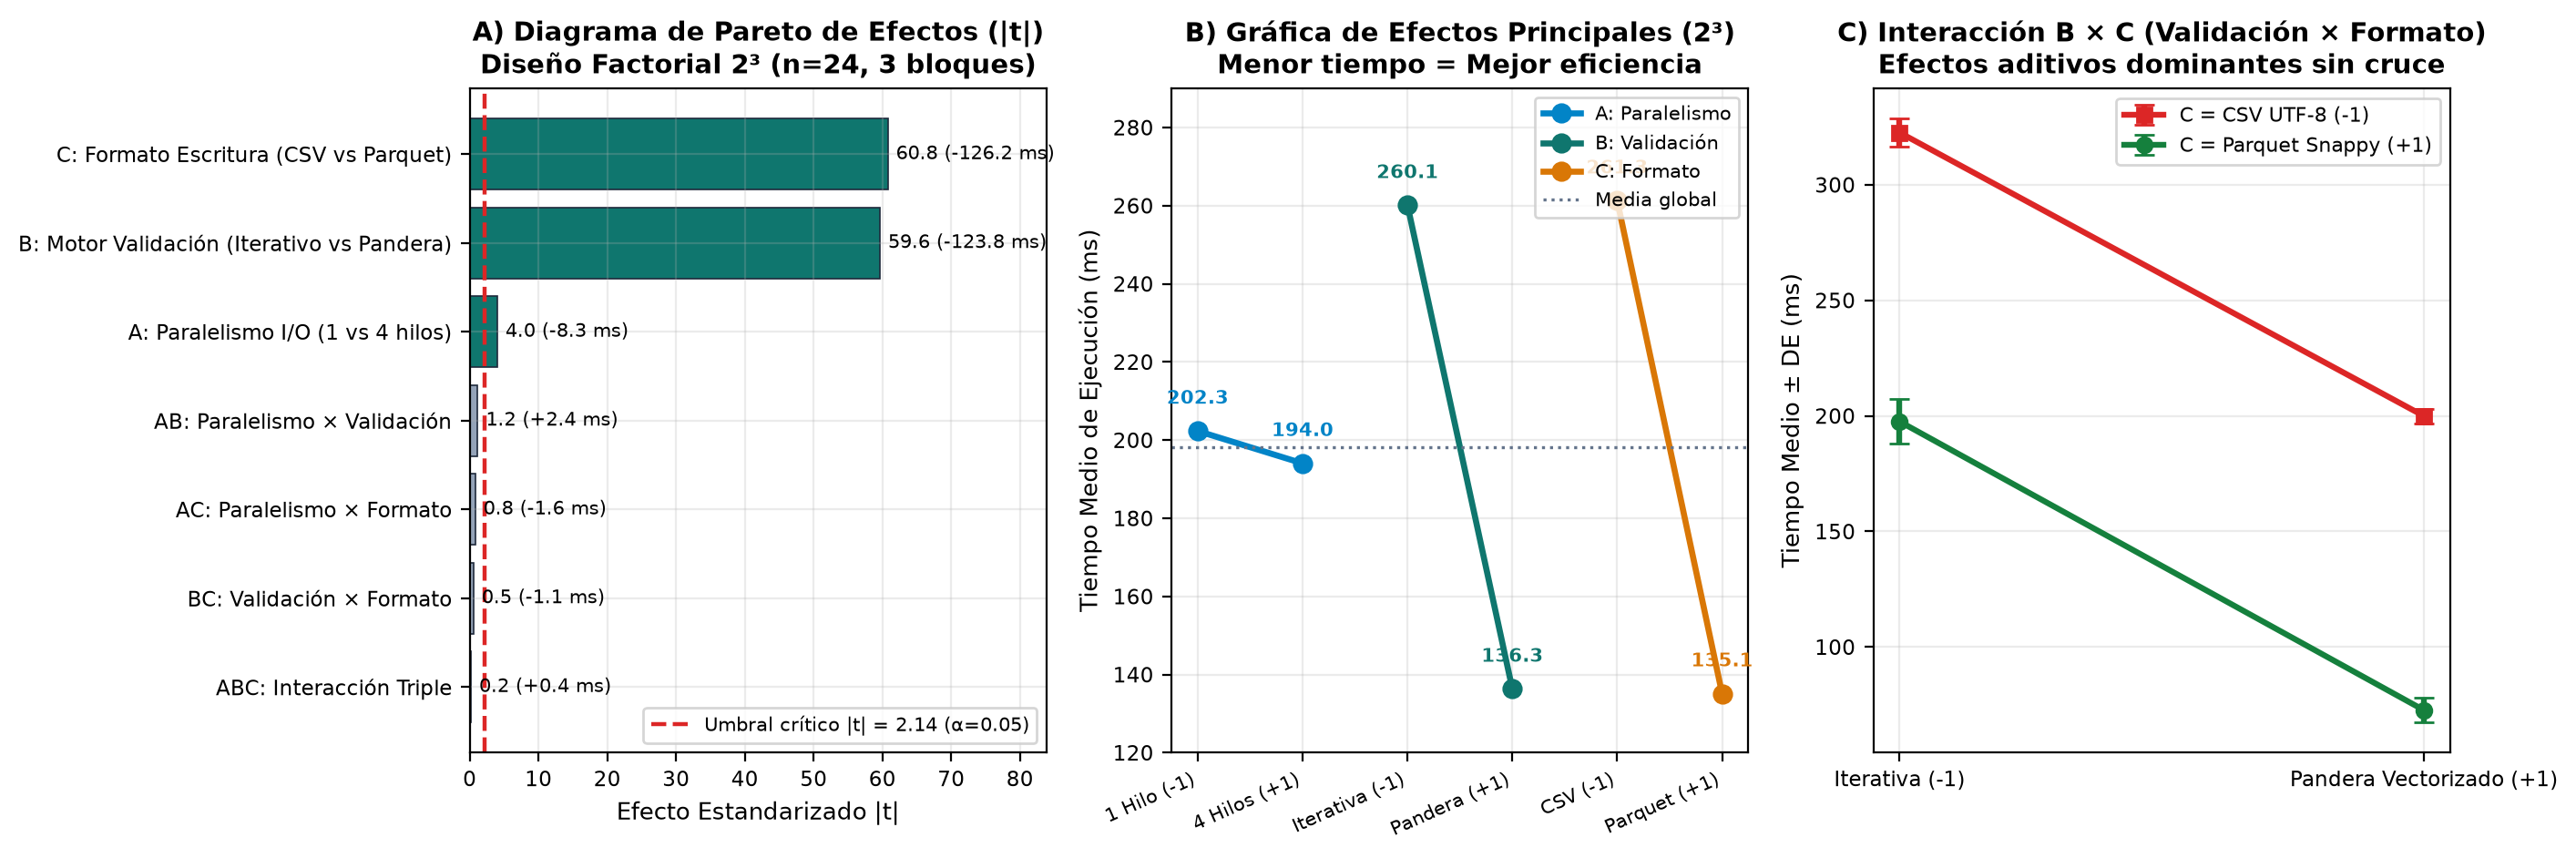 A) Diagrama de Pareto de Efectos (|t|)
Diseño Factorial 2³ (n=24, 3 bloques)
C: Formato Escritura (CSV vs Parquet)
60.8 (-126.2 ms)
B: Motor Validación (Iterativo vs Pandera)
59.6 (-123.8 ms)
A: Paralelismo I/O (1 vs 4 hilos)
4.0 (-8.3 ms)
AB: Paralelismo × Validación
1.2 (+2.4 ms)
AC: Paralelismo × Formato
0.8 (-1.6 ms)
BC: Validación × Formato
0.5 (-1.1 ms)
ABC: Interacción Triple
0.2 (+0.4 ms)
Umbral crítico |t| = 2.14 (α=0.05)
0 10 20 30 40 50 60 70 80
Efecto Estandarizado |t|
B) Gráfica de Efectos Principales (2³)
Menor tiempo = Mejor eficiencia
A: Paralelismo
B: Validación
C: Formato
Media global
Tiempo Medio de Ejecución (ms)
280
260
240
220
200
180
160
140
120
202.3
194.0
260.1
136.3
261.3
135.1
1 Hilo (-1)
4 Hilos (+1)
Iterativa (-1)
Pandera (+1)
CSV (-1)
Parquet (+1)
C) Interacción B × C (Validación × Formato)
Efectos aditivos dominantes sin cruce
C = CSV UTF-8 (-1)
C = Parquet Snappy (+1)
Tiempo Medio ± DE (ms)
300
250
200
150
100
Iterativa (-1)
Pandera Vectorizado (+1)